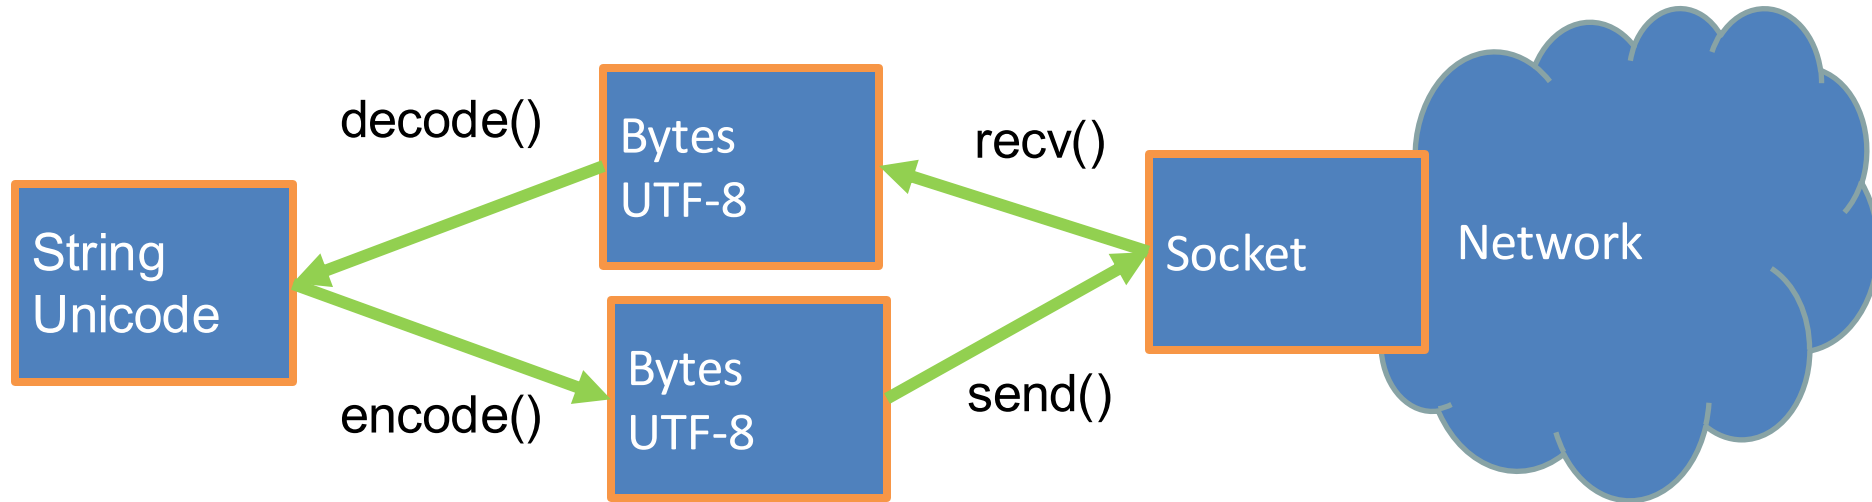 decode()
Bytes
UTF-8
recv()
String
Unicode
Socket
Network
encode()
Bytes
UTF-8
send()